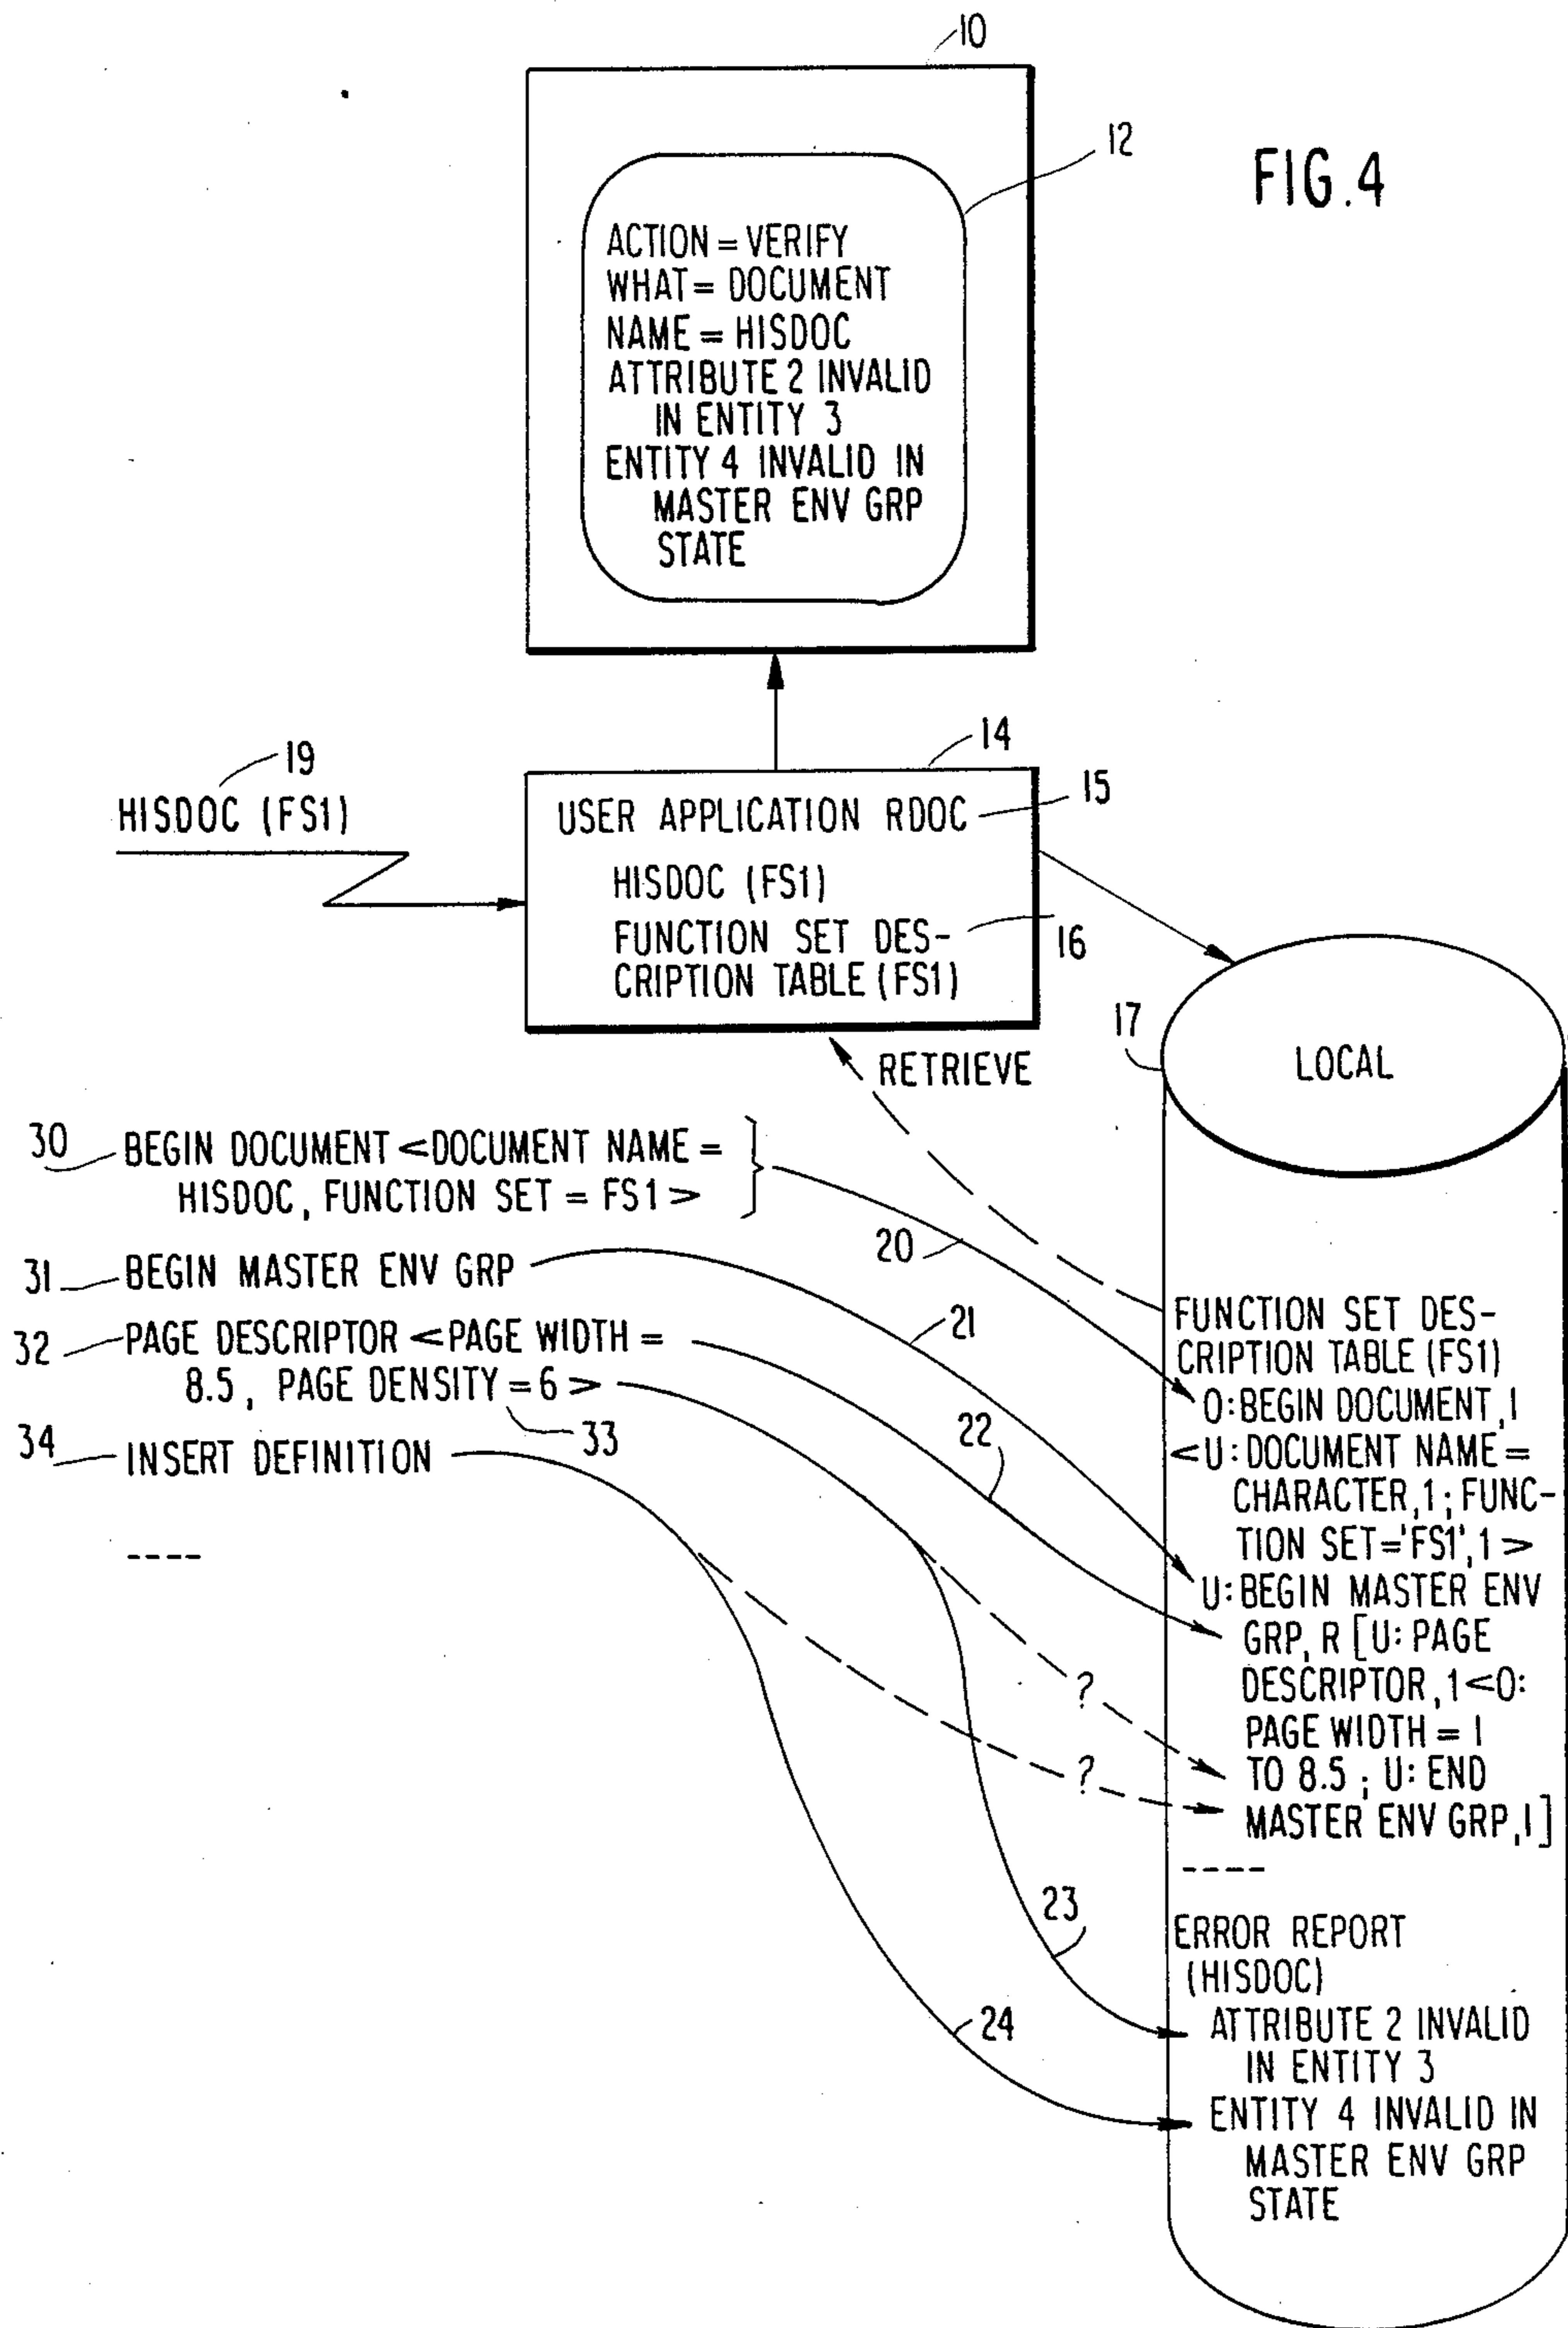 10
12
FIG.4
ACTION = VERIFY
WHAT = DOCUMENT
NAME = HISDOC
ATTRIBUTE 2 INVALID
IN ENTITY 3
ENTITY 4 INVALID IN
MASTER ENV GRP
STATE
14
19
HISDOC (FS1)
USER APPLICATION RDOC
15
HISDOC (FS1)
FUNCTION SET DES-
CRIPTION TABLE (FS1)
16
17
LOCAL
RETRIEVE
30
BEGIN DOCUMENT <DOCUMENT NAME =
HISDOC, FUNCTION SET = FS1 >
20
31
BEGIN MASTER ENV GRP
21
32
PAGE DESCRIPTOR <PAGE WIDTH =
8.5, PAGE DENSITY = 6 >
33
22
34
INSERT DEFINITION
----
FUNCTION SET DES-
CRIPTION TABLE (FS1)
O:BEGIN DOCUMENT,1
<U:DOCUMENT NAME =
CHARACTER,1; FUNC-
TION SET='FS1',1 >
U:BEGIN MASTER ENV
GRP, R [U: PAGE
DESCRIPTOR,1<O:
PAGE WIDTH = 1
TO 8.5 ; U: END
MASTER ENV GRP,1]
?
?
----
23
24
ERROR REPORT
(HISDOC)
ATTRIBUTE 2 INVALID
IN ENTITY 3
ENTITY 4 INVALID IN
MASTER ENV GRP
STATE